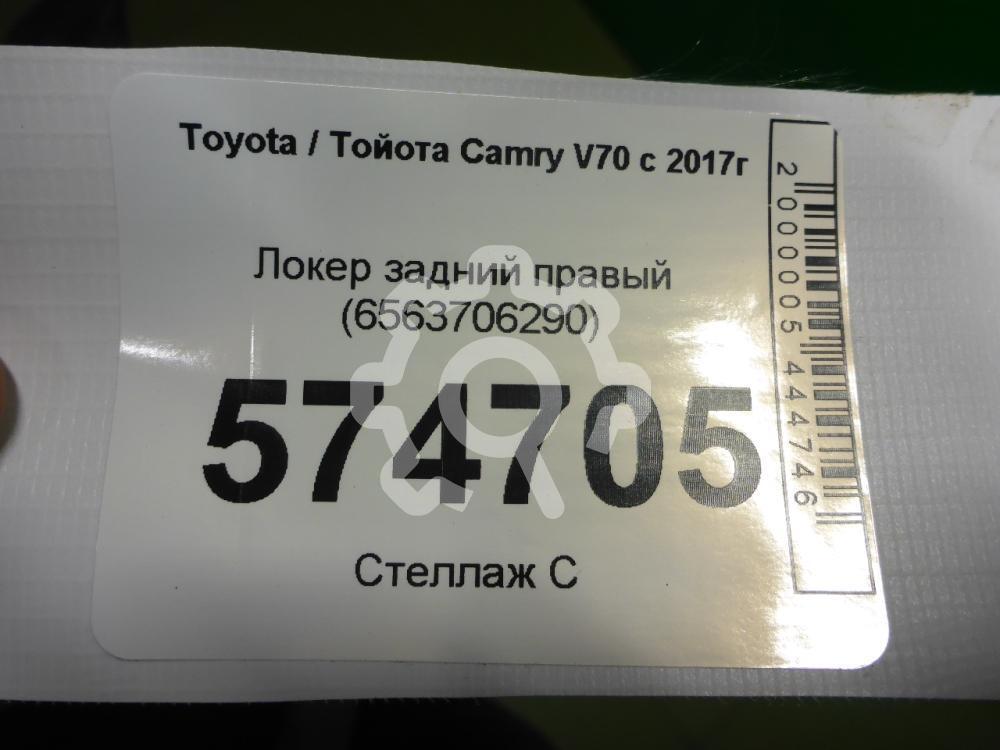 Toyota / Тойота Camry V70 с 2017г
Локер задний правый
(6563706290)
574705
Стеллаж С
2000005444746